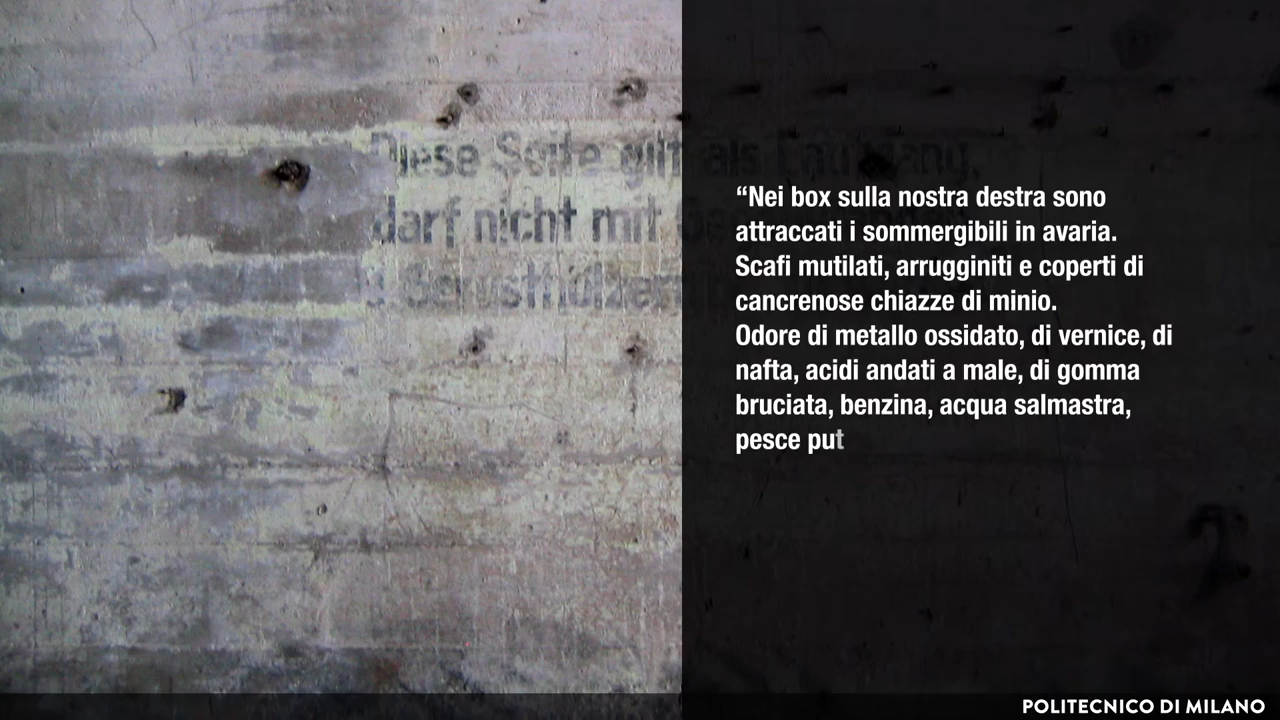 Diese Seite gilt als
darf nicht mit
“Nei box sulla nostra destra sono
attraccati i sommergibili in avaria.
Scafi mutilati, arrugginiti e coperti di
cancrenose chiazze di minio.
Odore di metallo ossidato, di vernice, di
nafta, acidi andati a male, di gomma
bruciata, benzina, acqua salmastra,
pesce put
POLITECNICO DI MILANO